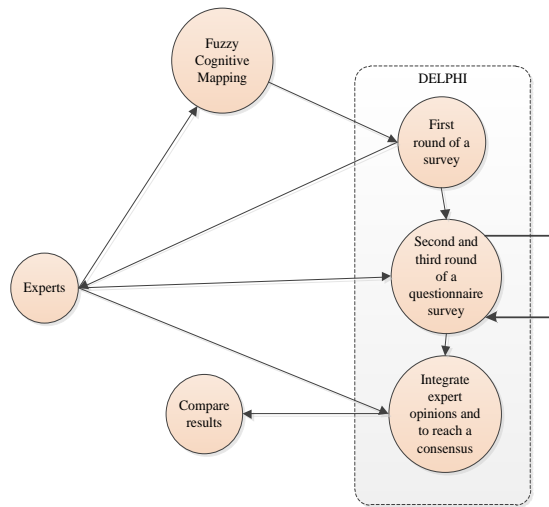 Fuzzy
Cognitive
Mapping
DELPHI
First
round of a
survey
Second and
third round
of a
questionnaire
survey
Experts
Integrate
expert
opinions and
to reach a
consensus
Compare
results